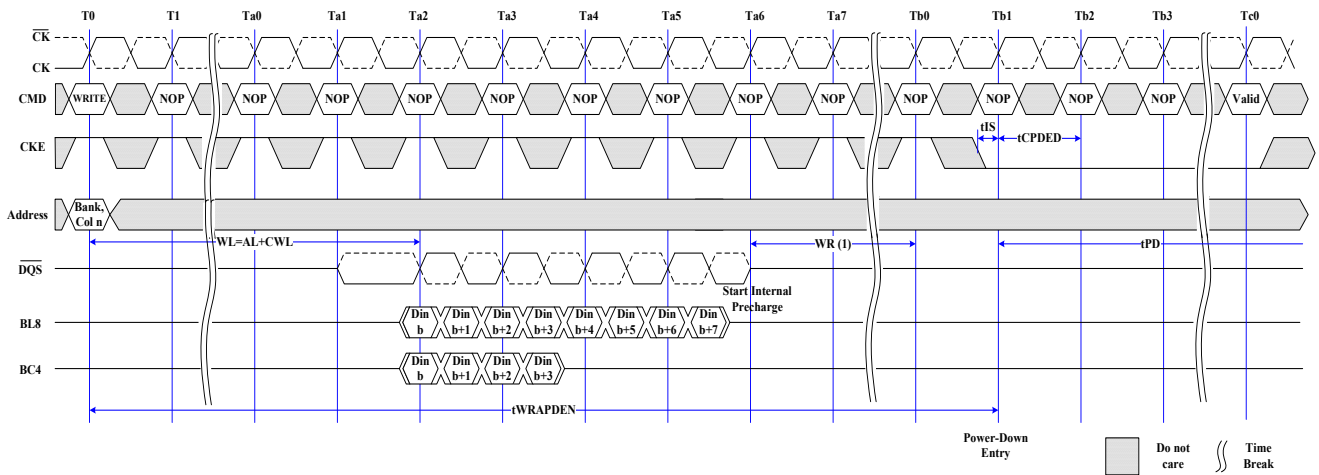 T0 T1 Ta0 Ta1 Ta2 Ta3 Ta4 Ta5 Ta6 Ta7 Tb0 Tb1 Tb2 Tb3 Tc0
CK
CK
CMD WRITE NOP NOP NOP NOP NOP NOP NOP NOP NOP NOP NOP NOP NOP Valid
tIS
tCPDED
CKE
Address Bank,
Col n
WL=AL+CWL WR (1) tPD
DQS
Start Internal
Precharge
BL8 Din Din Din Din Din Din Din Din
b b+1 b+2 b+3 b+4 b+5 b+6 b+7
BC4 Din Din Din Din
b b+1 b+2 b+3
tWRAPDEN
Power-Down
Entry
Do not
care
Time
Break